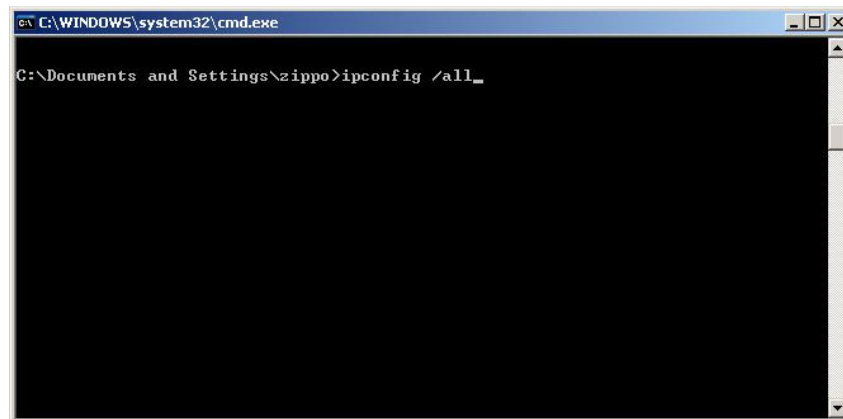 C:\WINDOWS\system32\cmd.exe
C:\Documents and Settings\zippo>ipconfig /all_